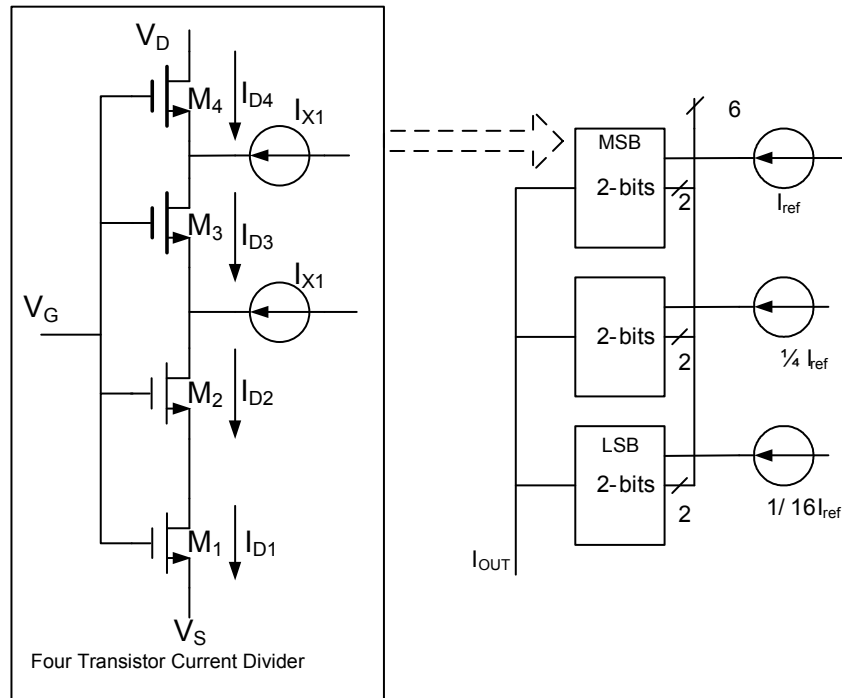 V_D
M_4
I_D4
I_X1
M_3
I_D3
I_X1
V_G
M_2
I_D2
M_1
I_D1
V_S
Four Transistor Current Divider
6
MSB
2-bits
2
I_ref
2-bits
2
¼ I_ref
LSB
2-bits
2
1/ 16I_ref
I_OUT